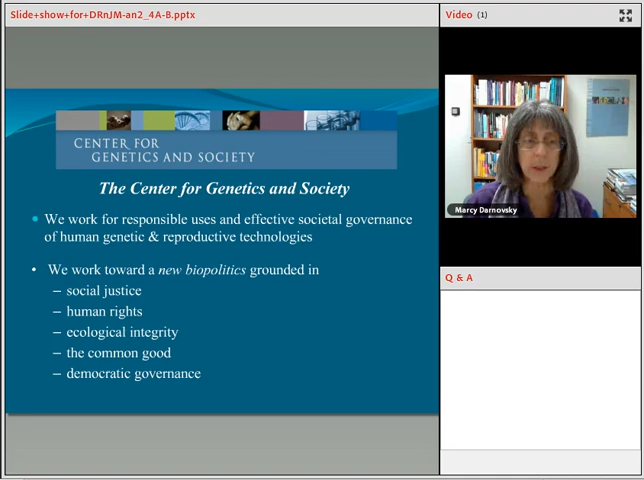 Slide+show+for+DRnJM-an2_4A-B.pptx
Video (1)
CENTER FOR
GENETICS AND SOCIETY
The Center for Genetics and Society
• We work for responsible uses and effective societal governance
of human genetic & reproductive technologies
• We work toward a new biopolitics grounded in
– social justice
– human rights
– ecological integrity
– the common good
– democratic governance
Marcy Darnovsky
Q & A